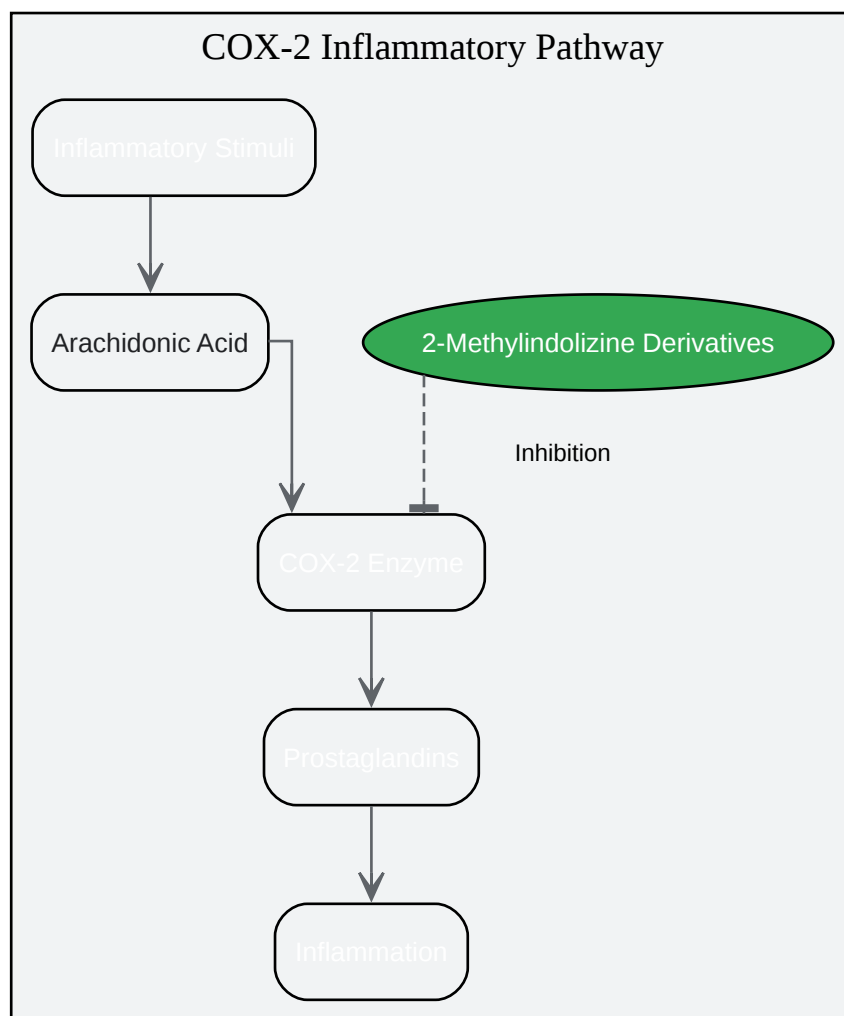 COX-2 Inflammatory Pathway
Inflammatory Stimuli
Arachidonic Acid
2-Methylindolizine Derivatives
Inhibition
COX-2 Enzyme
Prostaglandins
Inflammation